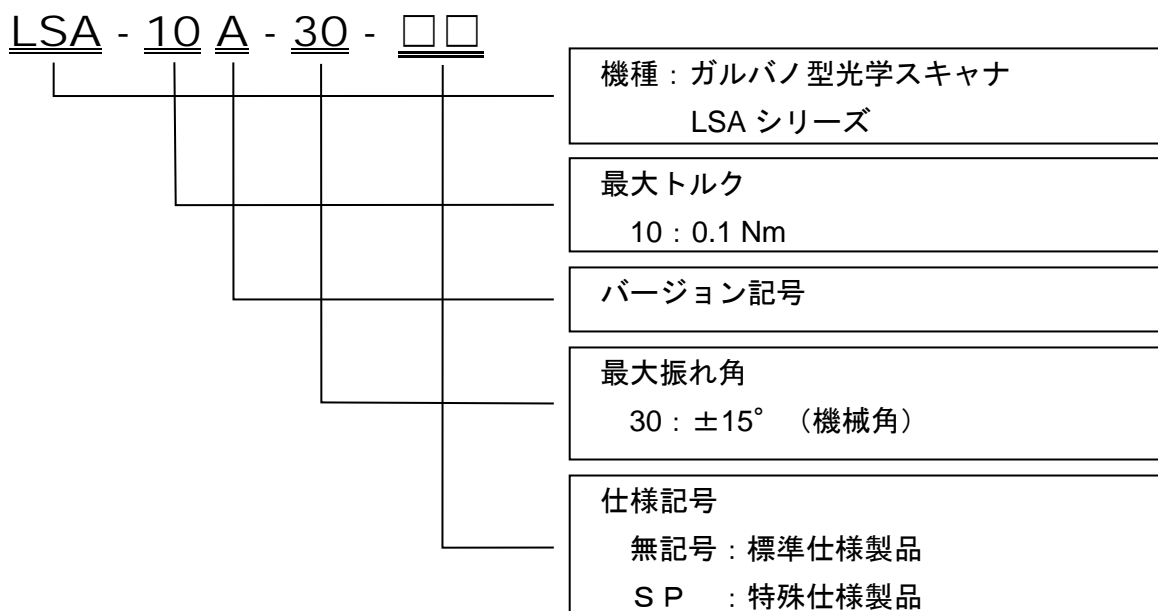 LSA - 10 A - 30 - □□
機種：ガルバノ型光学スキャナ
LSA シリーズ
最大トルク
10：0.1 Nm
バージョン記号
最大振れ角
30：±15° （機械角）
仕様記号
無記号：標準仕様製品
ＳＰ ：特殊仕様製品